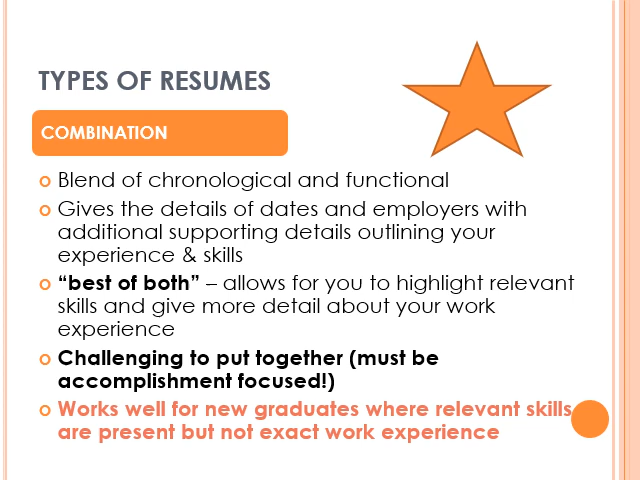 TYPES OF RESUMES
COMBINATION
Blend of chronological and functional
Gives the details of dates and employers with
additional supporting details outlining your
experience & skills
“best of both” – allows for you to highlight relevant
skills and give more detail about your work
experience
Challenging to put together (must be
accomplishment focused!)
Works well for new graduates where relevant skills
are present but not exact work experience